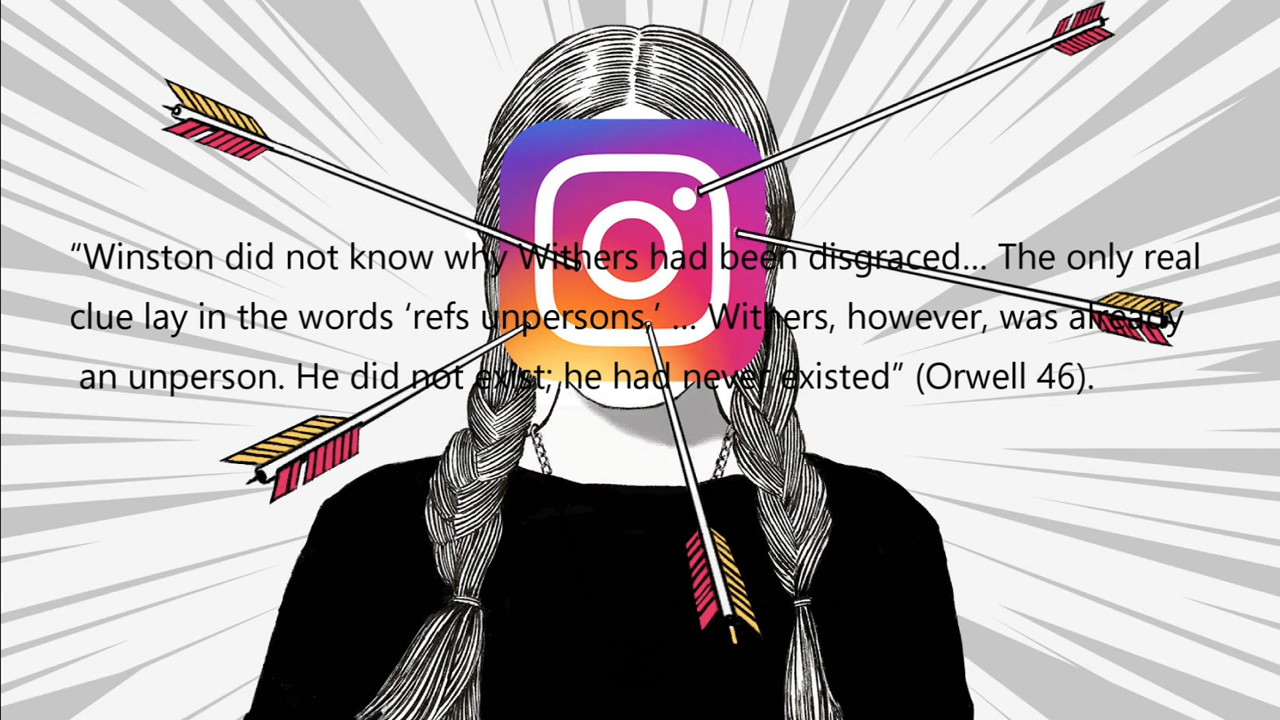 “Winston did not know why Withers had been disgraced... The only real
clue lay in the words ‘refs unpersons,’ ... Withers, however, was already
an unperson. He did not exist; he had never existed” (Orwell 46).